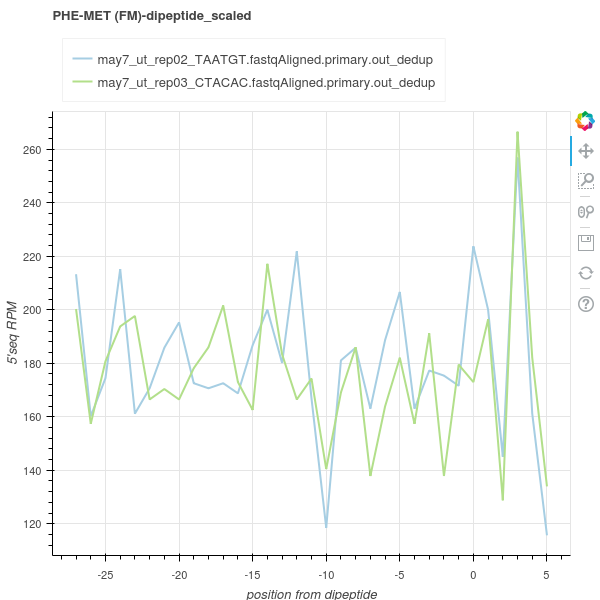 PHE-MET (FM)-dipeptide_scaled
may7_ut_rep02_TAATGT.fastqAligned.primary.out_dedup
may7_ut_rep03_CTACAC.fastqAligned.primary.out_dedup
260
240
220
200
180
160
140
120
5'seq RPM
-25 -20 -15 -10 -5 0 5
position from dipeptide